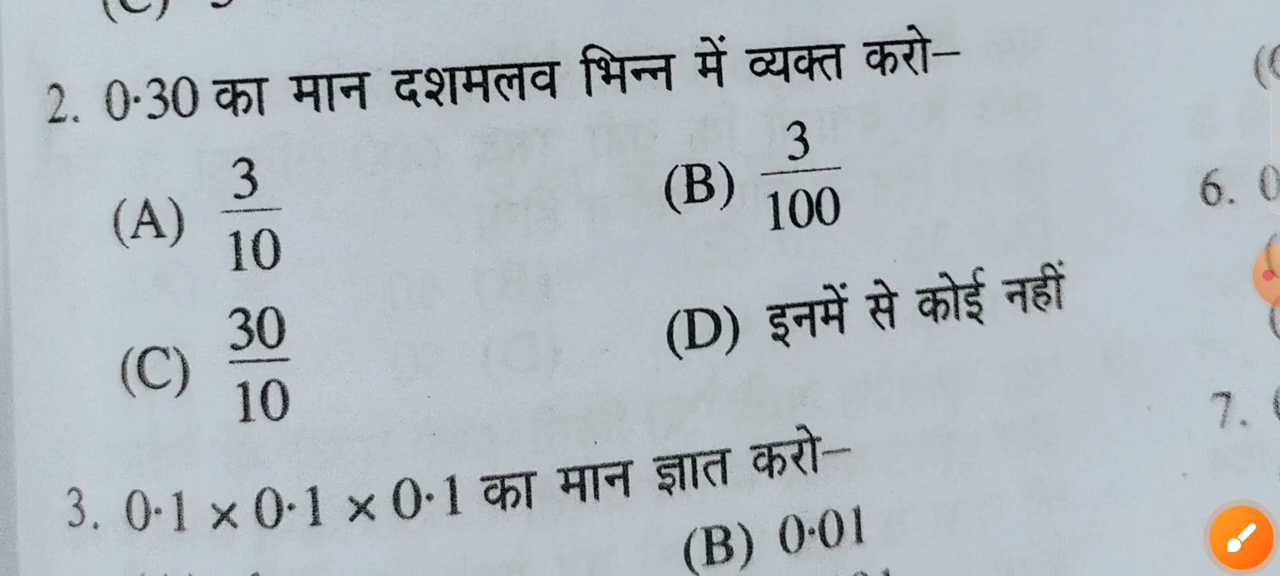 2. 0·30 का मान दशमलव भिन्न में व्यक्त करो–
(A) 3/10 (B) 3/100
(C) 30/10 (D) इनमें से कोई नहीं
3. 0·1 × 0·1 × 0·1 का मान ज्ञात करो–
(B) 0·01
6.
7.